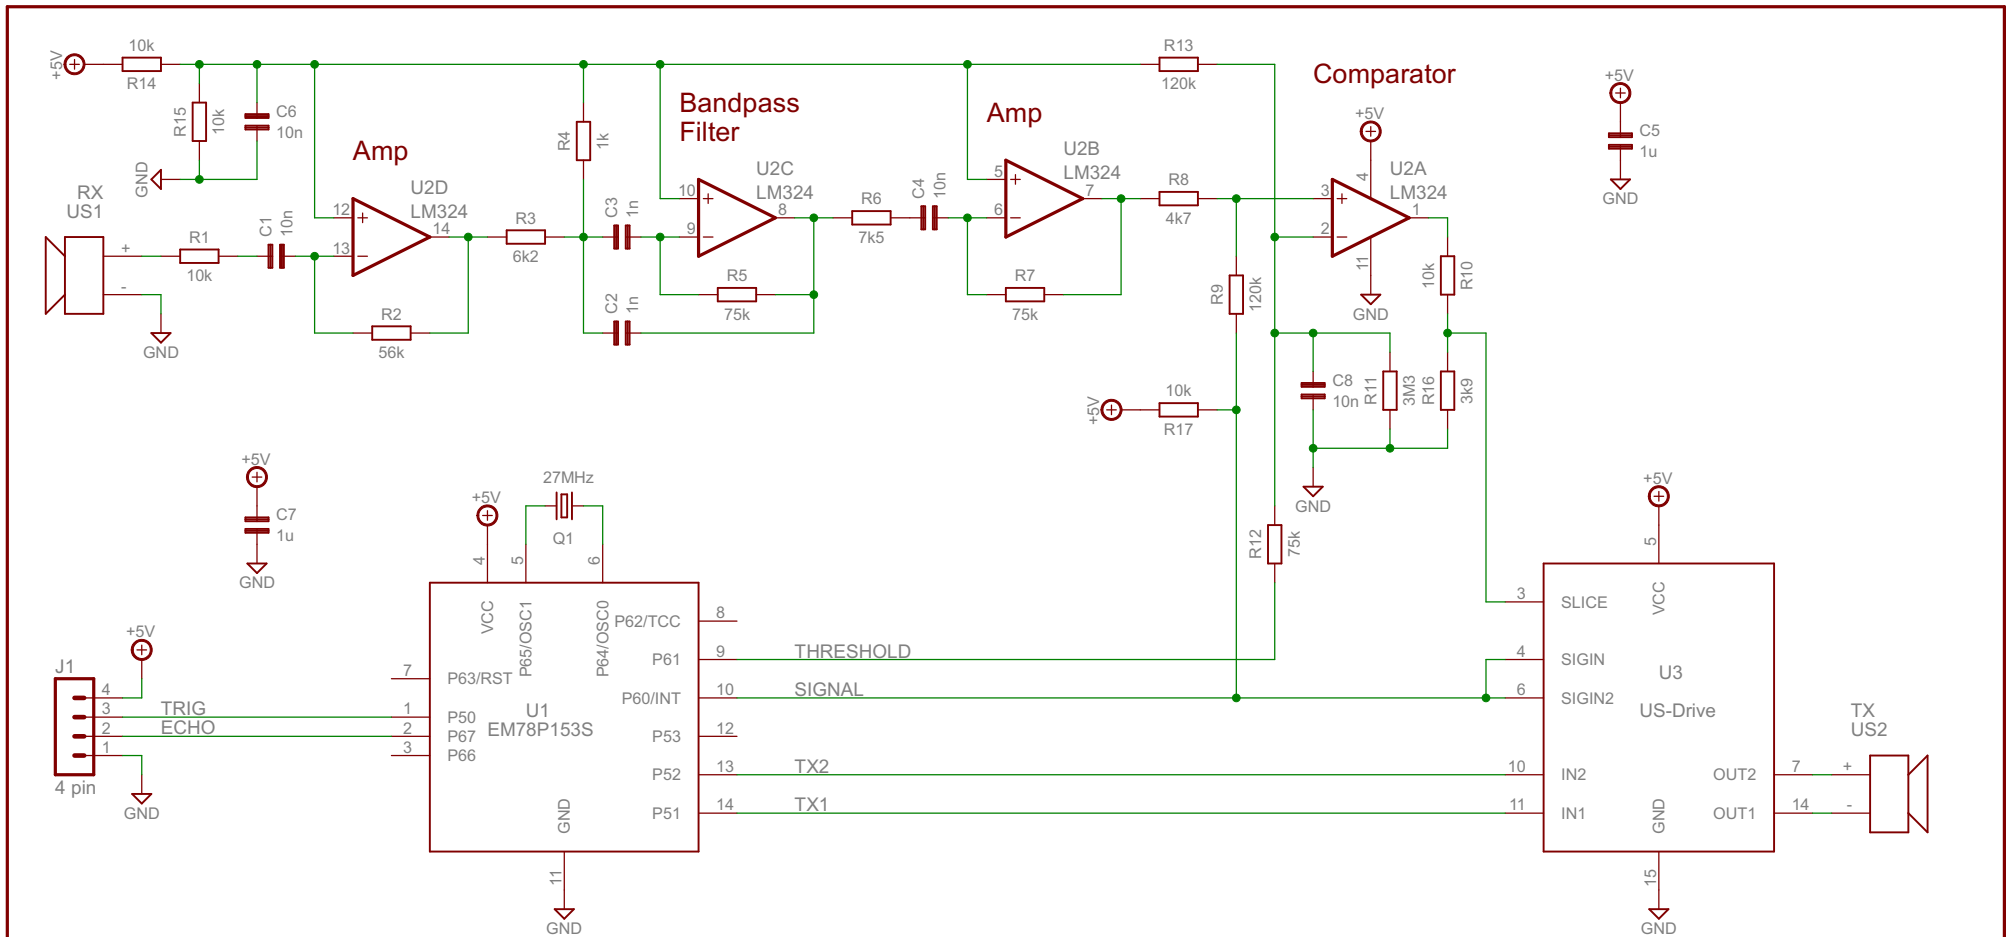 +5V
10k
R14
R15
10k
C6
10n
GND
Amp
U2D
LM324
12
13
14
RX
US1
+
-
GND
R1
10k
C1
10n
R2
56k
R3
6k2
R4
1k
C3
1n
C2
1n
Bandpass
Filter
U2C
LM324
10
9
8
R5
75k
R6
7k5
C4
10n
Amp
U2B
LM324
5
6
7
R7
75k
R13
120k
R8
4k7
R9
120k
Comparator
+5V
U2A
LM324
3
2
4
11
1
GND
10k
R10
+5V
C5
1u
GND
+5V
10k
R17
C8
10n
R11
3M3
R16
3k9
GND
R12
75k
+5V
C7
1u
GND
+5V
27MHz
Q1
4
5
6
VCC
P65/OSC1
P64/OSC0
P62/TCC
8
P61
9
THRESHOLD
P63/RST
7
P60/INT
10
SIGNAL
U1
EM78P153S
P50
1
P67
2
P66
3
P53
12
P52
13
TX2
P51
14
TX1
GND
11
GND
+5V
J1
4
3
2
1
TRIG
ECHO
4 pin
GND
+5V
5
VCC
3
SLICE
4
SIGIN
6
SIGIN2
U3
US-Drive
10
IN2
11
IN1
OUT2
7
OUT1
14
GND
15
GND
TX
US2
+
-